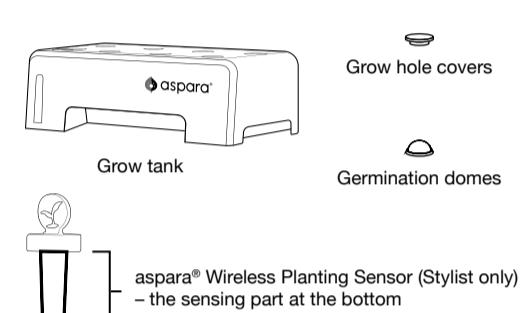 aspara®
Grow hole covers
Grow tank
Germination domes
aspara® Wireless Planting Sensor (Stylist only)
– the sensing part at the bottom